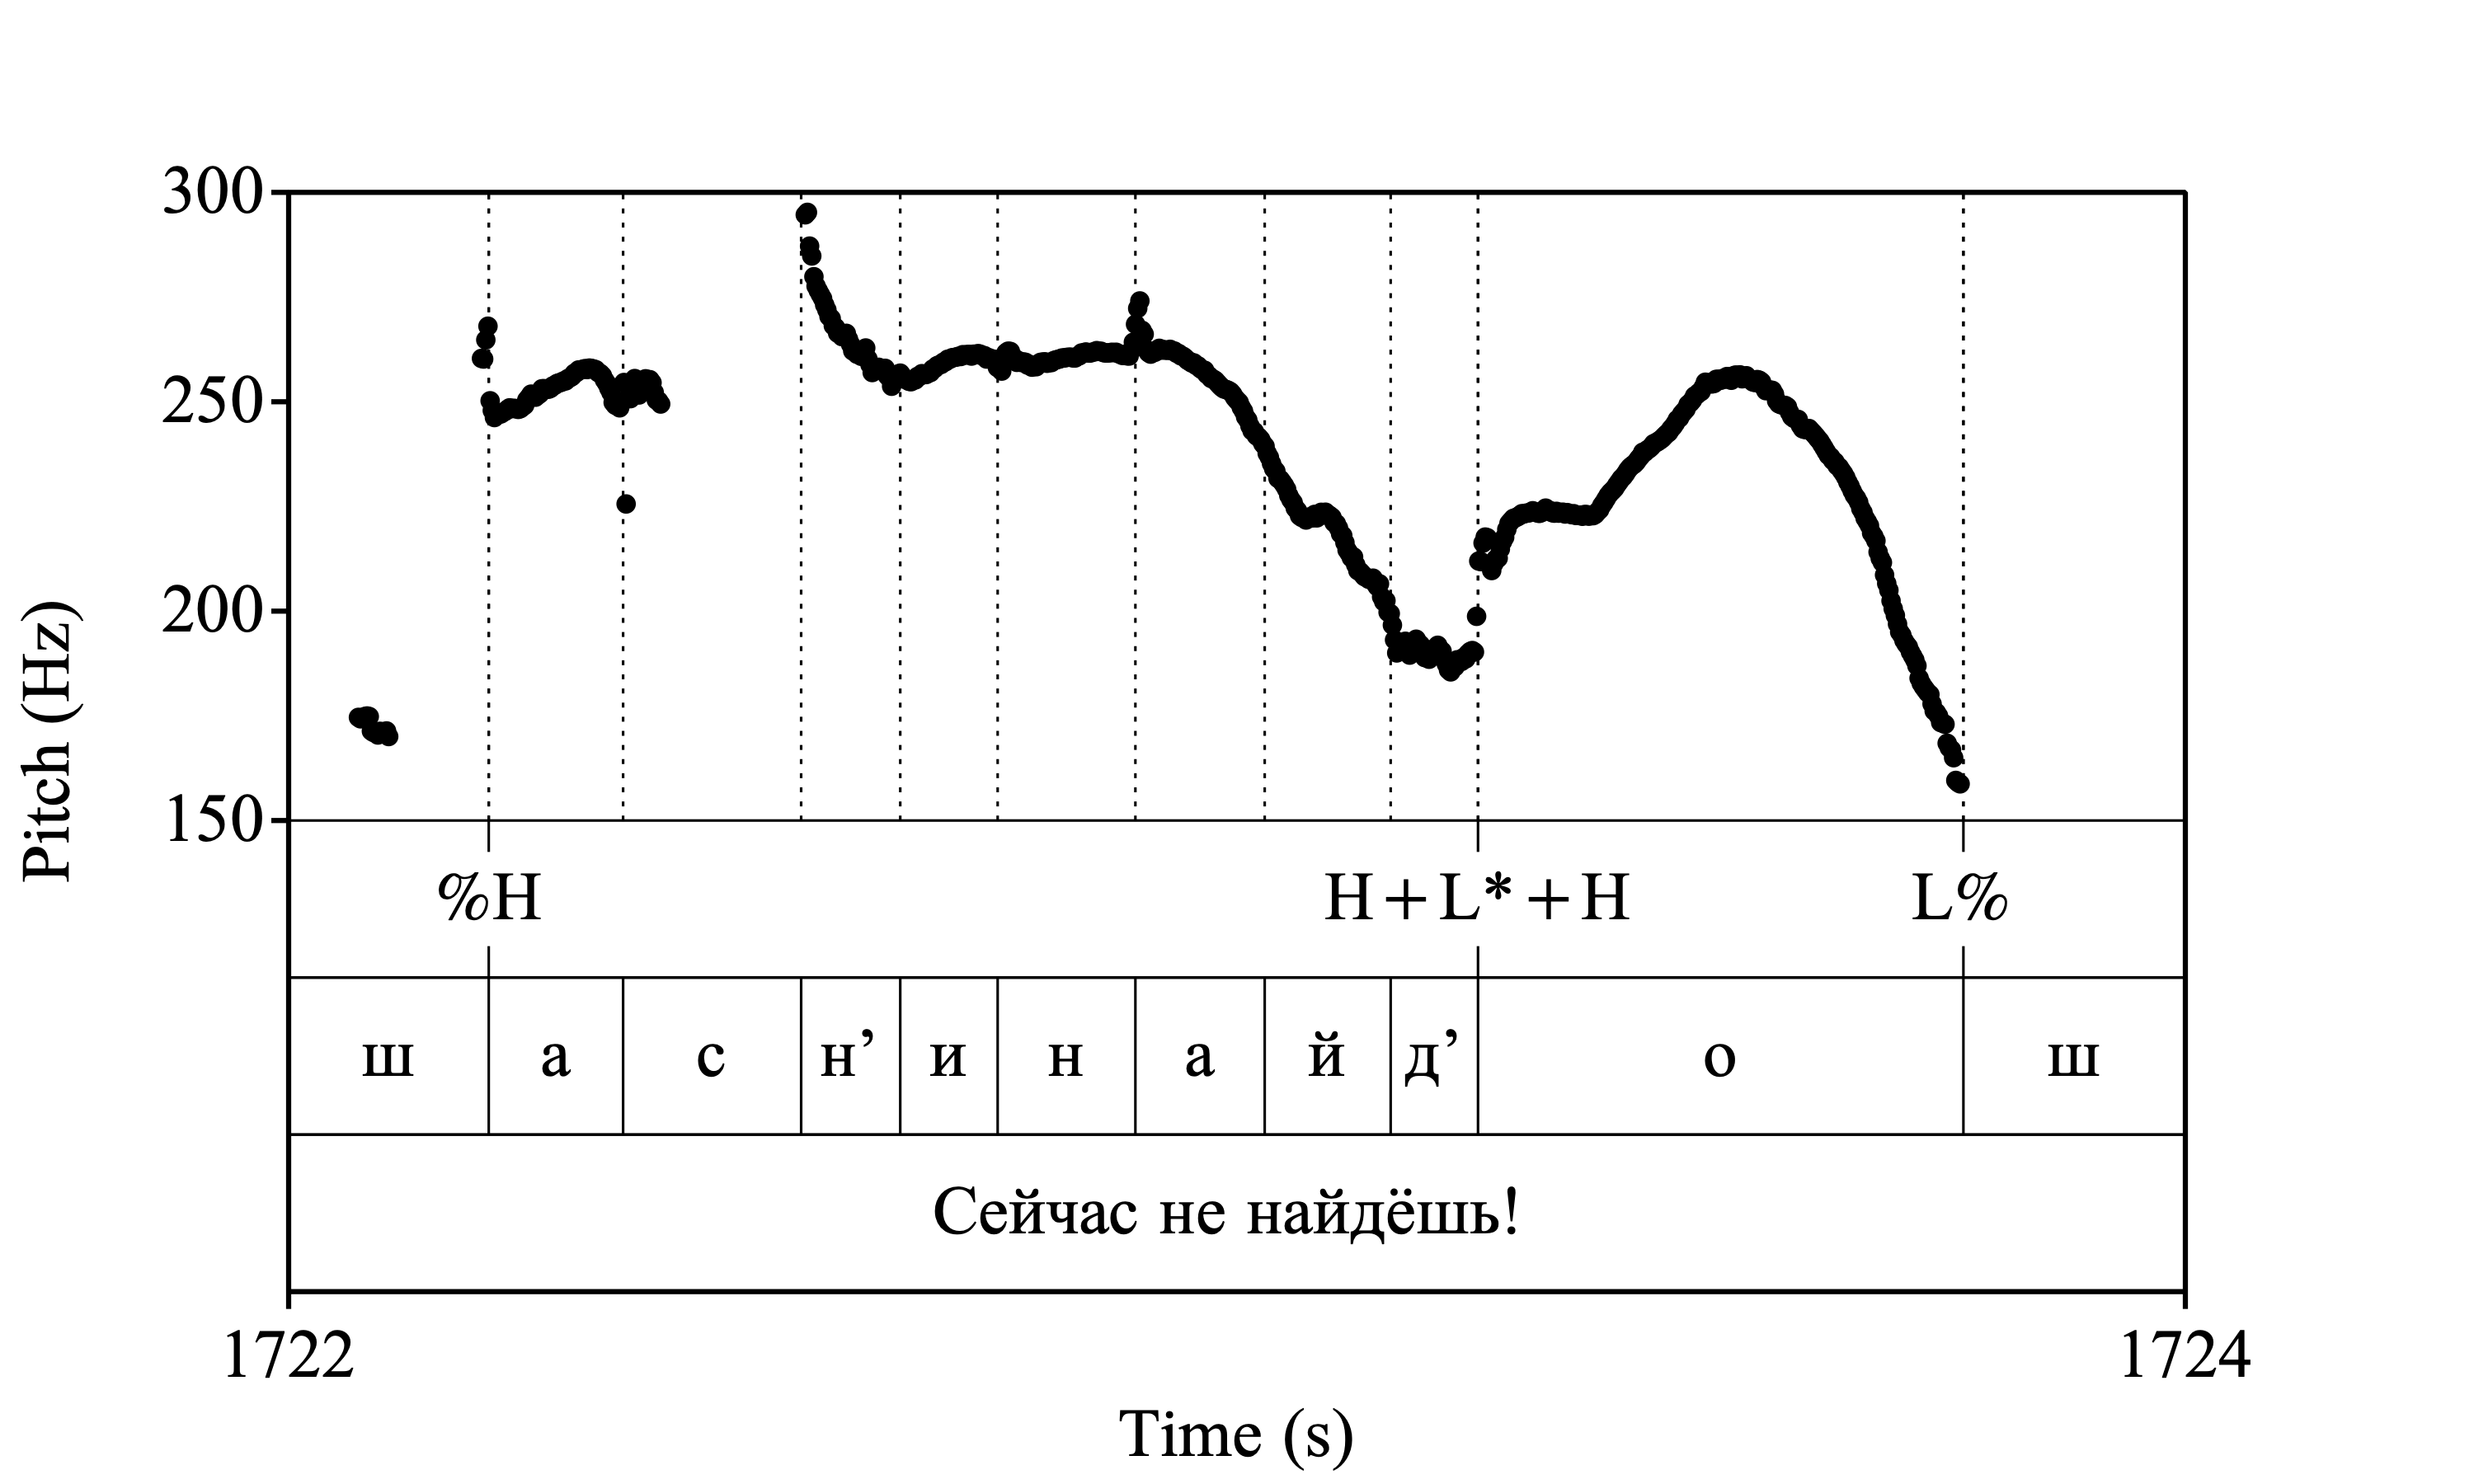 300
250
200
150
Pitch (Hz)
%H H+L*+H L%
ш а с н’ и н а й д’ о ш
Сейчас не найдёшь!
1722 1724
Time (s)